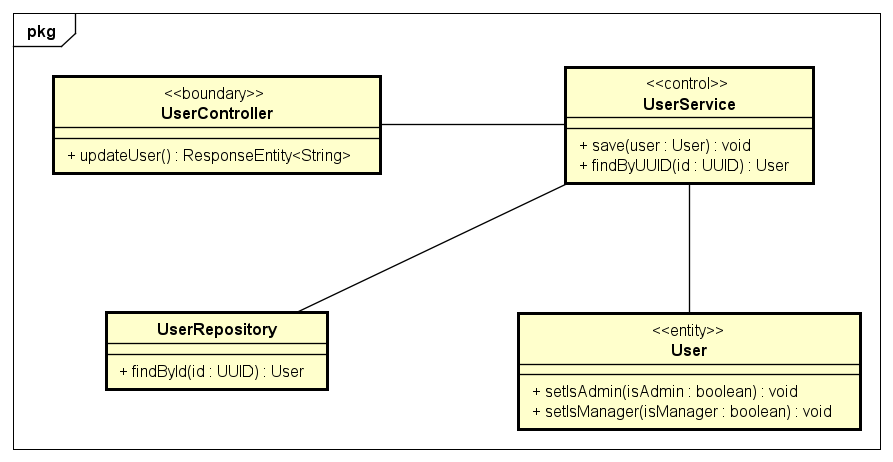 pkg
<<boundary>>
UserController
+ updateUser() : ResponseEntity<String>
<<control>>
UserService
+ save(user : User) : void
+ findByUUID(id : UUID) : User
UserRepository
+ findById(id : UUID) : User
<<entity>>
User
+ setIsAdmin(isAdmin : boolean) : void
+ setIsManager(isManager : boolean) : void